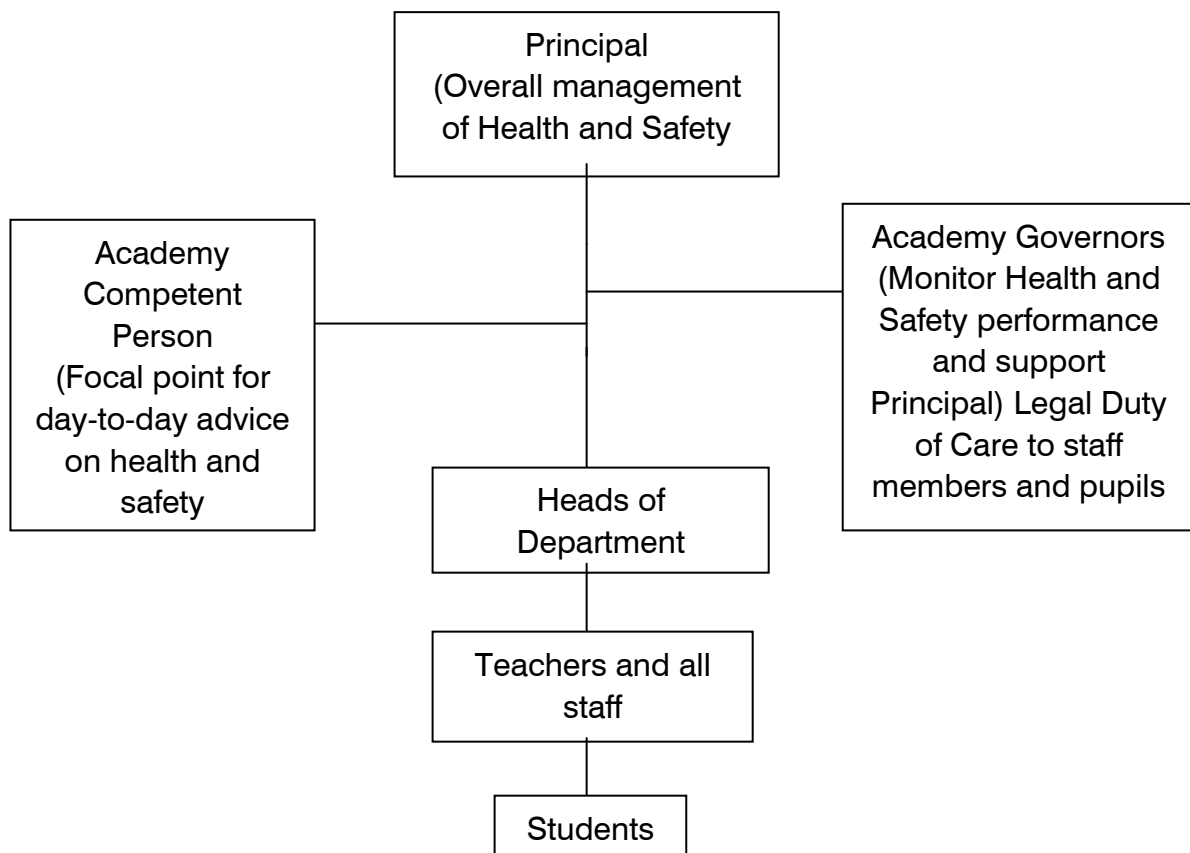 Principal
(Overall management
of Health and Safety
Academy
Competent
Person
(Focal point for
day-to-day advice
on health and
safety
Academy Governors
(Monitor Health and
Safety performance
and support
Principal) Legal Duty
of Care to staff
members and pupils
Heads of
Department
Teachers and all
staff
Students